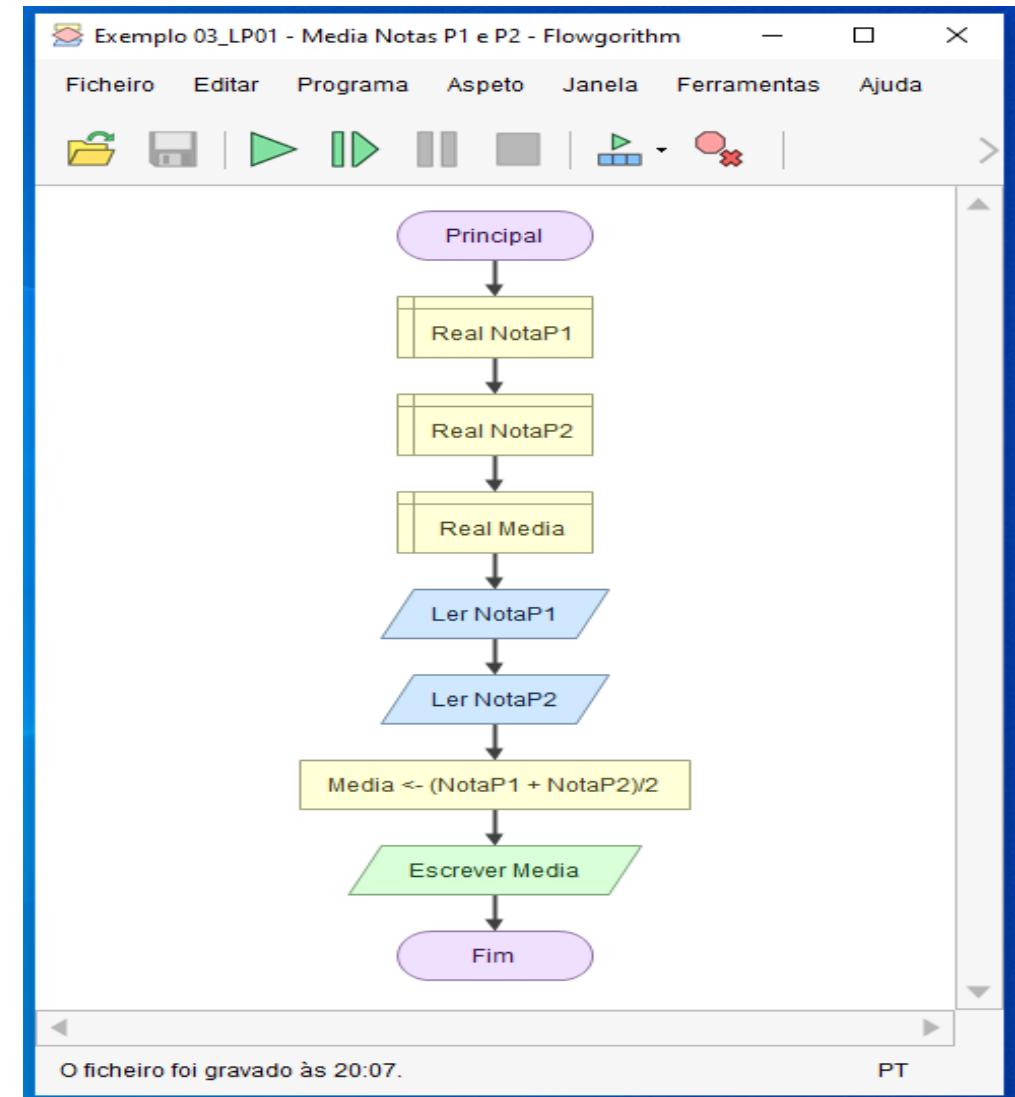 Exemplo 03_LP01 - Media Notas P1 e P2 - Flowgorithm
Ficheiro Editar Programa Aspeto Janela Ferramentas Ajuda
Principal
Real NotaP1
Real NotaP2
Real Media
Ler NotaP1
Ler NotaP2
Media <- (NotaP1 + NotaP2)/2
Escrever Media
Fim
O ficheiro foi gravado às 20:07. PT